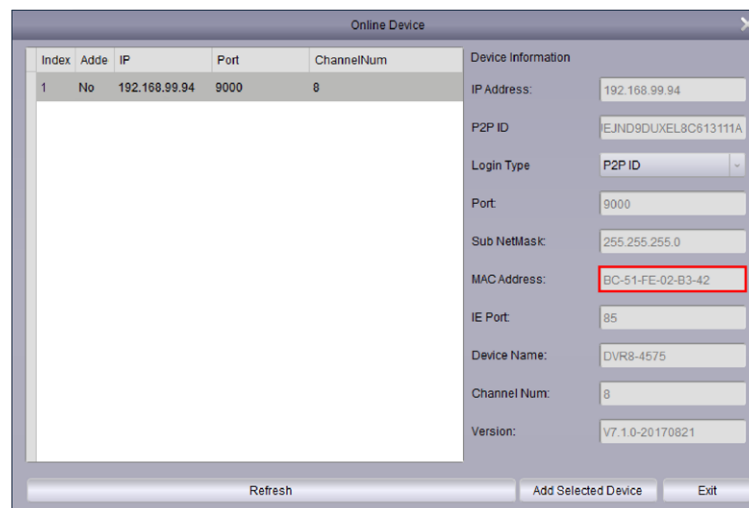 Online Device
Index Adde IP Port ChannelNum
1 No 192.168.99.94 9000 8
Device Information
IP Address: 192.168.99.94
P2P ID EJND9DUXEL8C613111A
Login Type P2P ID
Port: 9000
Sub NetMask: 255.255.255.0
MAC Address: BC-51-FE-02-B3-42
IE Port: 85
Device Name: DVR8-4575
Channel Num: 8
Version: V7.1.0-20170821
Refresh Add Selected Device Exit